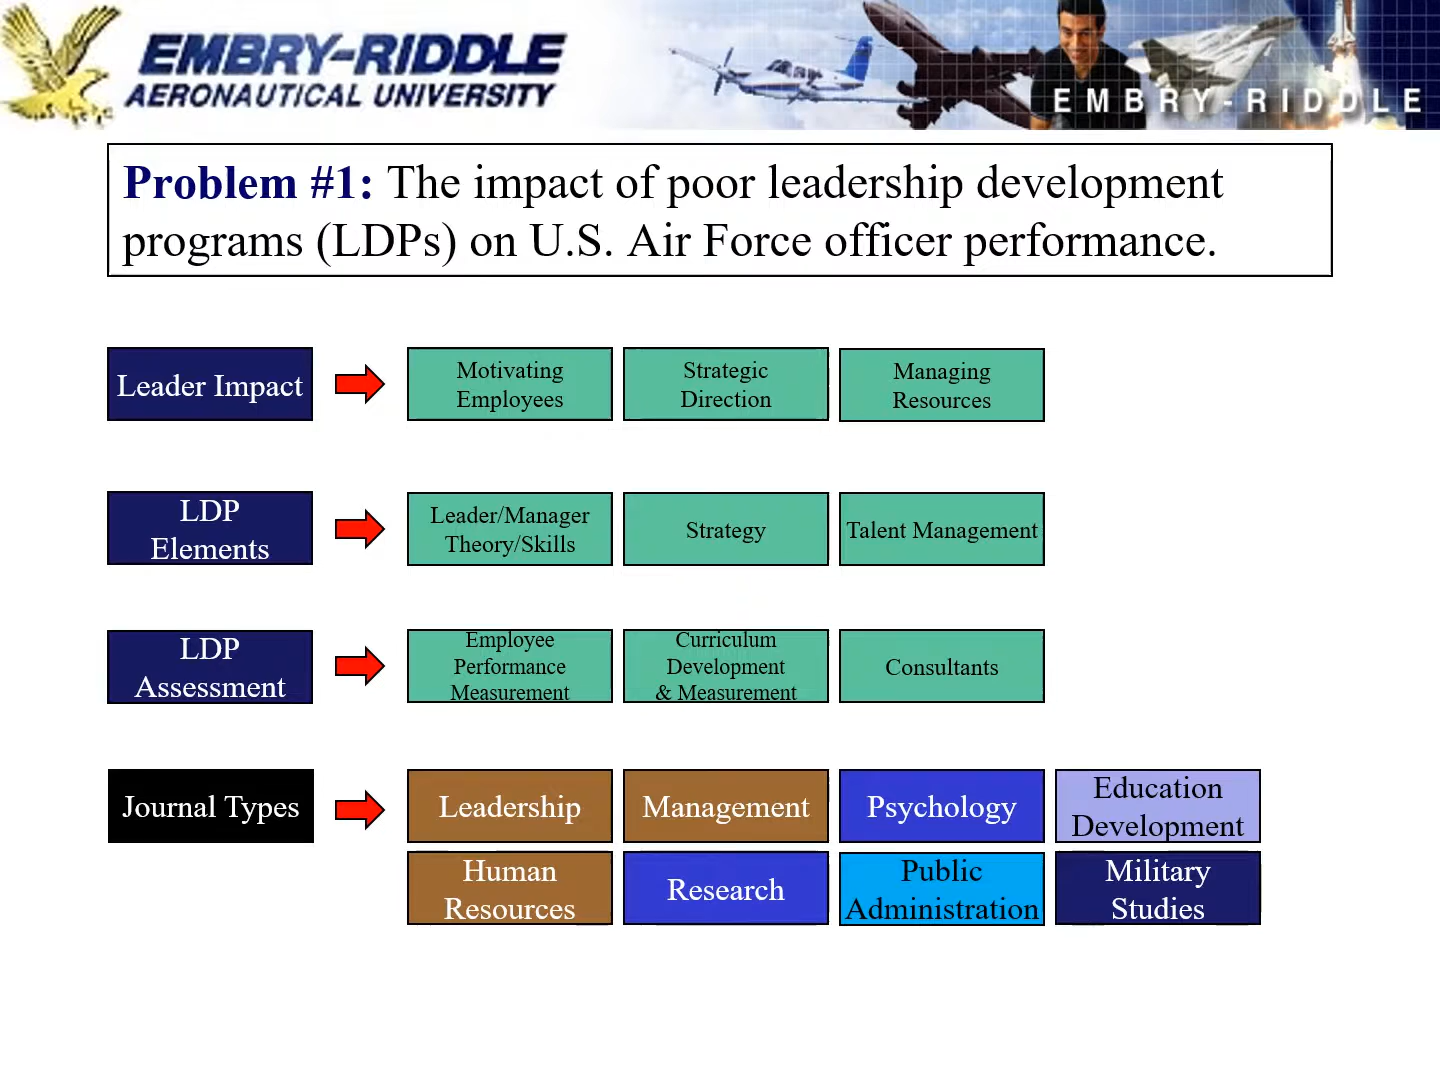 EMBRY-RIDDLE
AERONAUTICAL UNIVERSITY
EMBRY-RIDDLE
Problem #1: The impact of poor leadership development
programs (LDPs) on U.S. Air Force officer performance.
Leader Impact
Motivating
Employees
Strategic
Direction
Managing
Resources
LDP
Elements
Leader/Manager
Theory/Skills
Strategy
Talent Management
LDP
Assessment
Employee
Performance
Measurement
Curriculum
Development
& Measurement
Consultants
Journal Types
Leadership
Management
Psychology
Education
Development
Human
Resources
Research
Public
Administration
Military
Studies